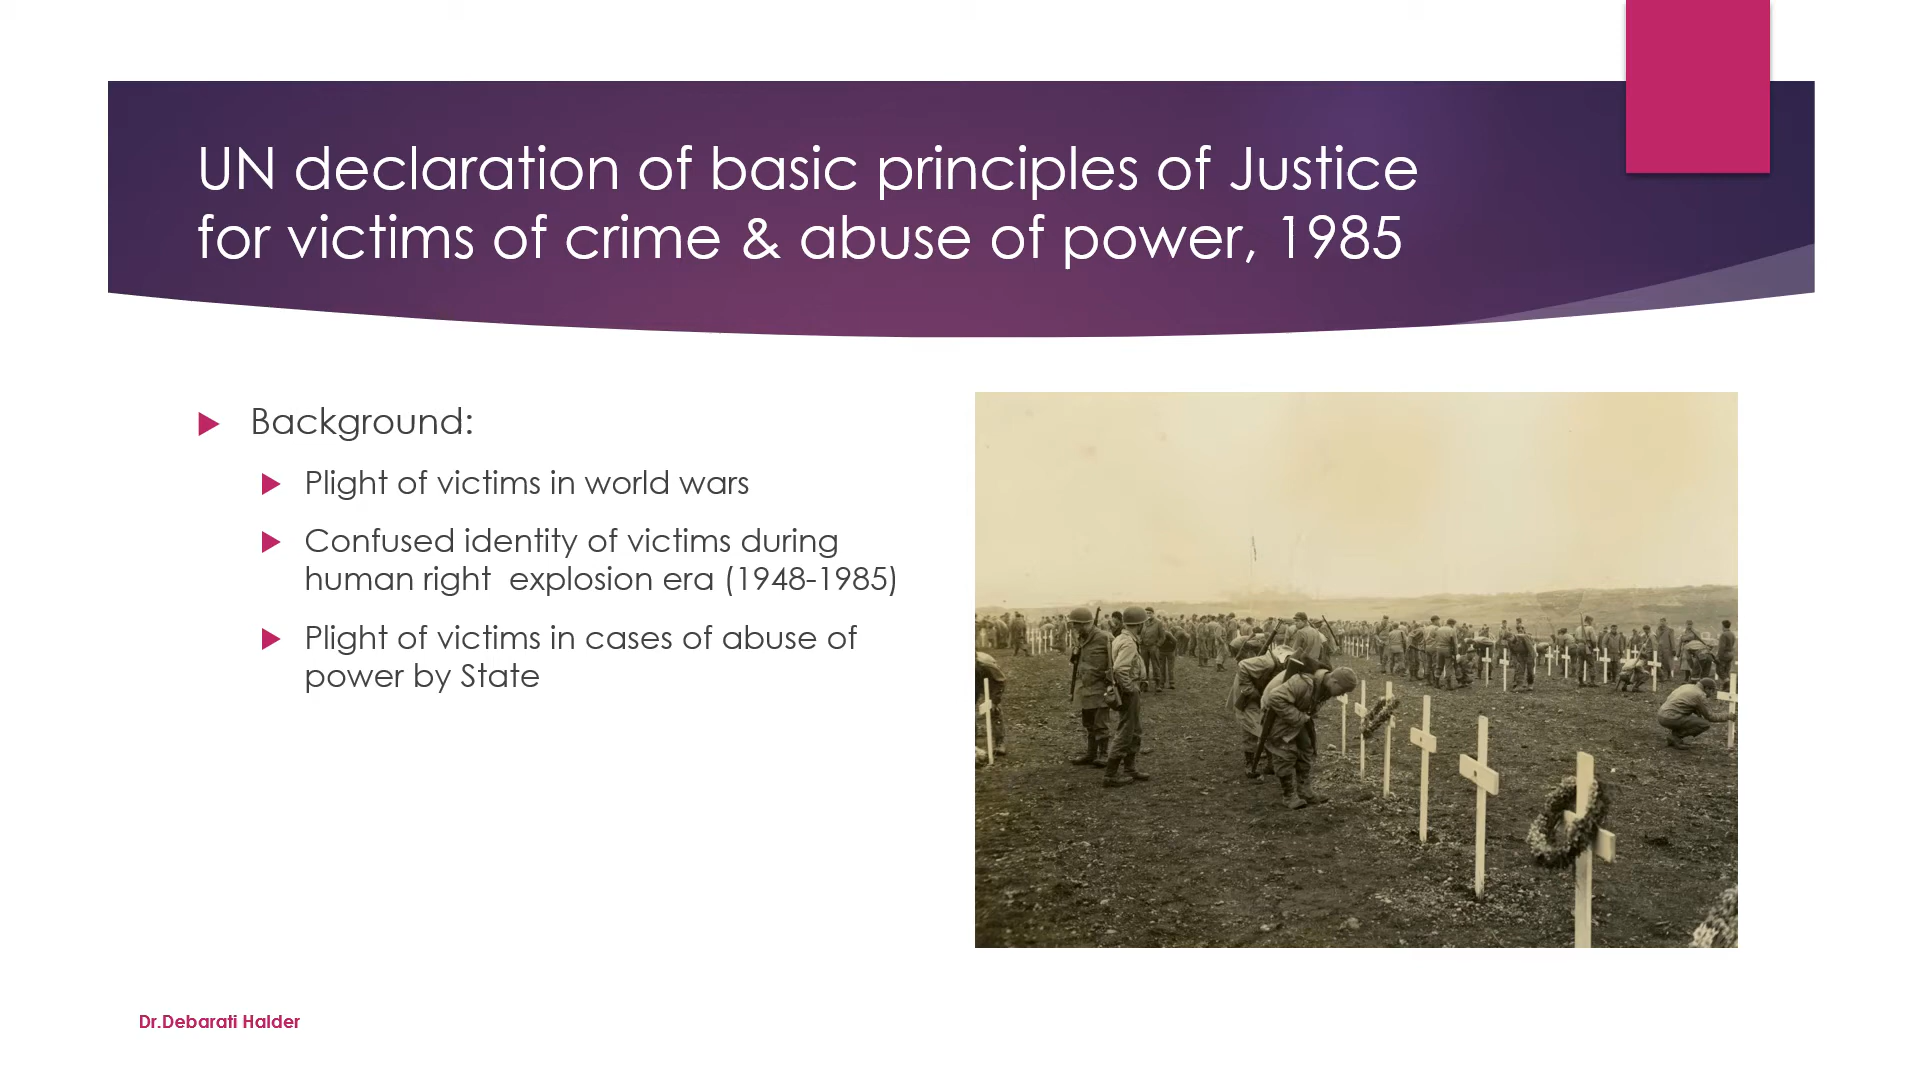 UN declaration of basic principles of Justice
for victims of crime & abuse of power, 1985
Background:
Plight of victims in world wars
Confused identity of victims during
human right  explosion era (1948-1985)
Plight of victims in cases of abuse of
power by State
Dr.Debarati Halder